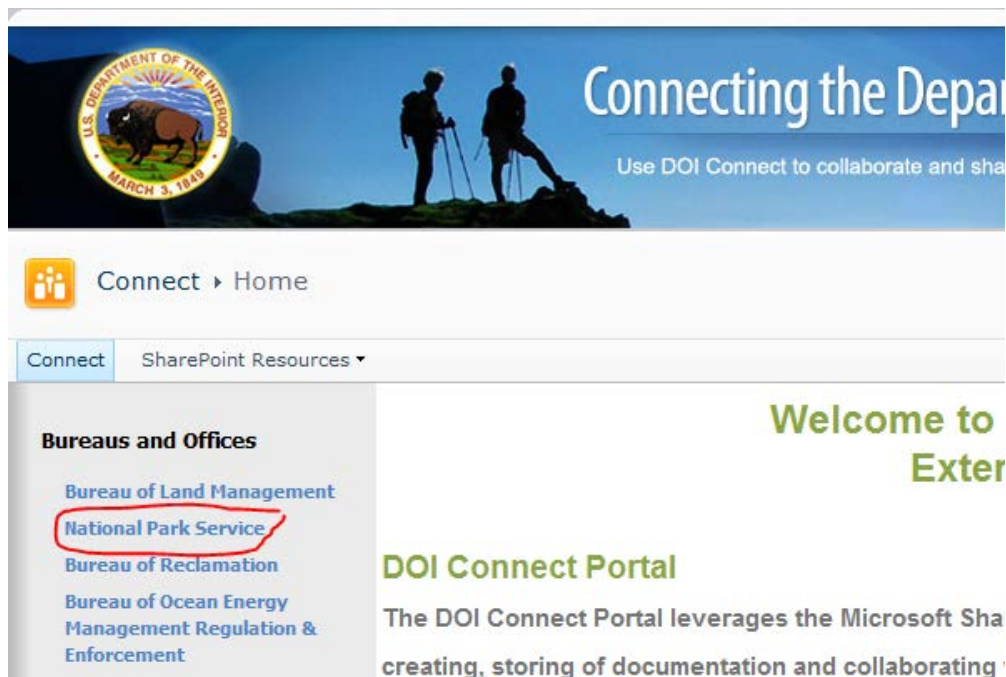 U.S. DEPARTMENT OF THE INTERIOR
MARCH 3, 1849
Connecting the Depa
Use DOI Connect to collaborate and sha
Connect ▸ Home
Connect SharePoint Resources
Bureaus and Offices
Bureau of Land Management
National Park Service
Bureau of Reclamation
Bureau of Ocean Energy
Management Regulation &
Enforcement
Welcome to
Exter
DOI Connect Portal
The DOI Connect Portal leverages the Microsoft Sha
creating, storing of documentation and collaborating